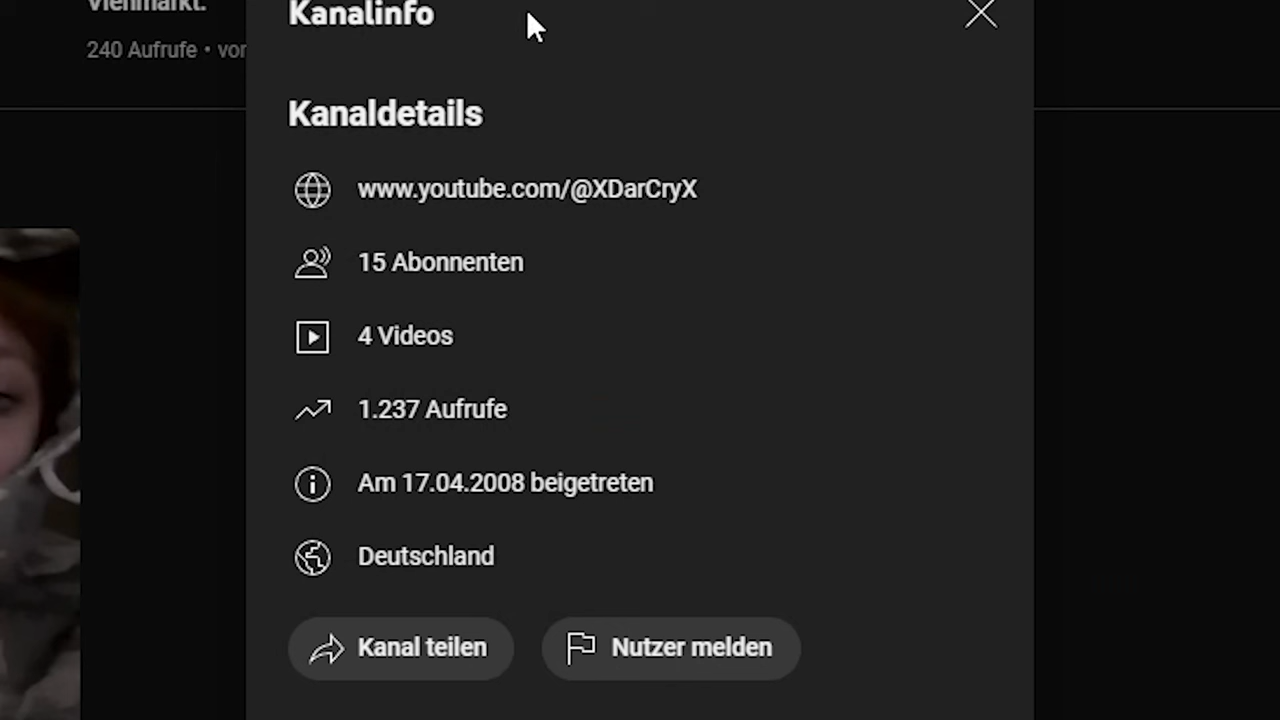 Viehmarkt.
Kanalinfo
240 Aufrufe • vor
Kanaldetails
www.youtube.com/@XDarCryX
15 Abonnenten
4 Videos
1.237 Aufrufe
Am 17.04.2008 beigetreten
Deutschland
Kanal teilen
Nutzer melden